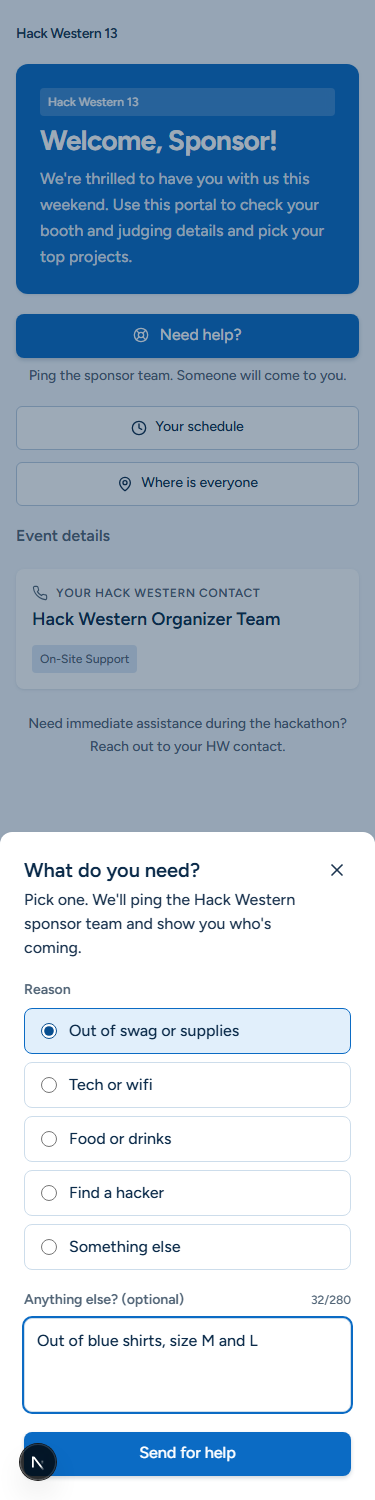 Hack Western 13
Hack Western 13
Welcome, Sponsor!
We're thrilled to have you with us this
weekend. Use this portal to check your
booth and judging details and pick your
top projects.
Need help?
Ping the sponsor team. Someone will come to you.
Your schedule
Where is everyone
Event details
YOUR HACK WESTERN CONTACT
Hack Western Organizer Team
On-Site Support
Need immediate assistance during the hackathon?
Reach out to your HW contact.
What do you need?
Pick one. We'll ping the Hack Western
sponsor team and show you who's
coming.
Reason
Out of swag or supplies
Tech or wifi
Food or drinks
Find a hacker
Something else
Anything else? (optional) 32/280
Out of blue shirts, size M and L
Send for help
N